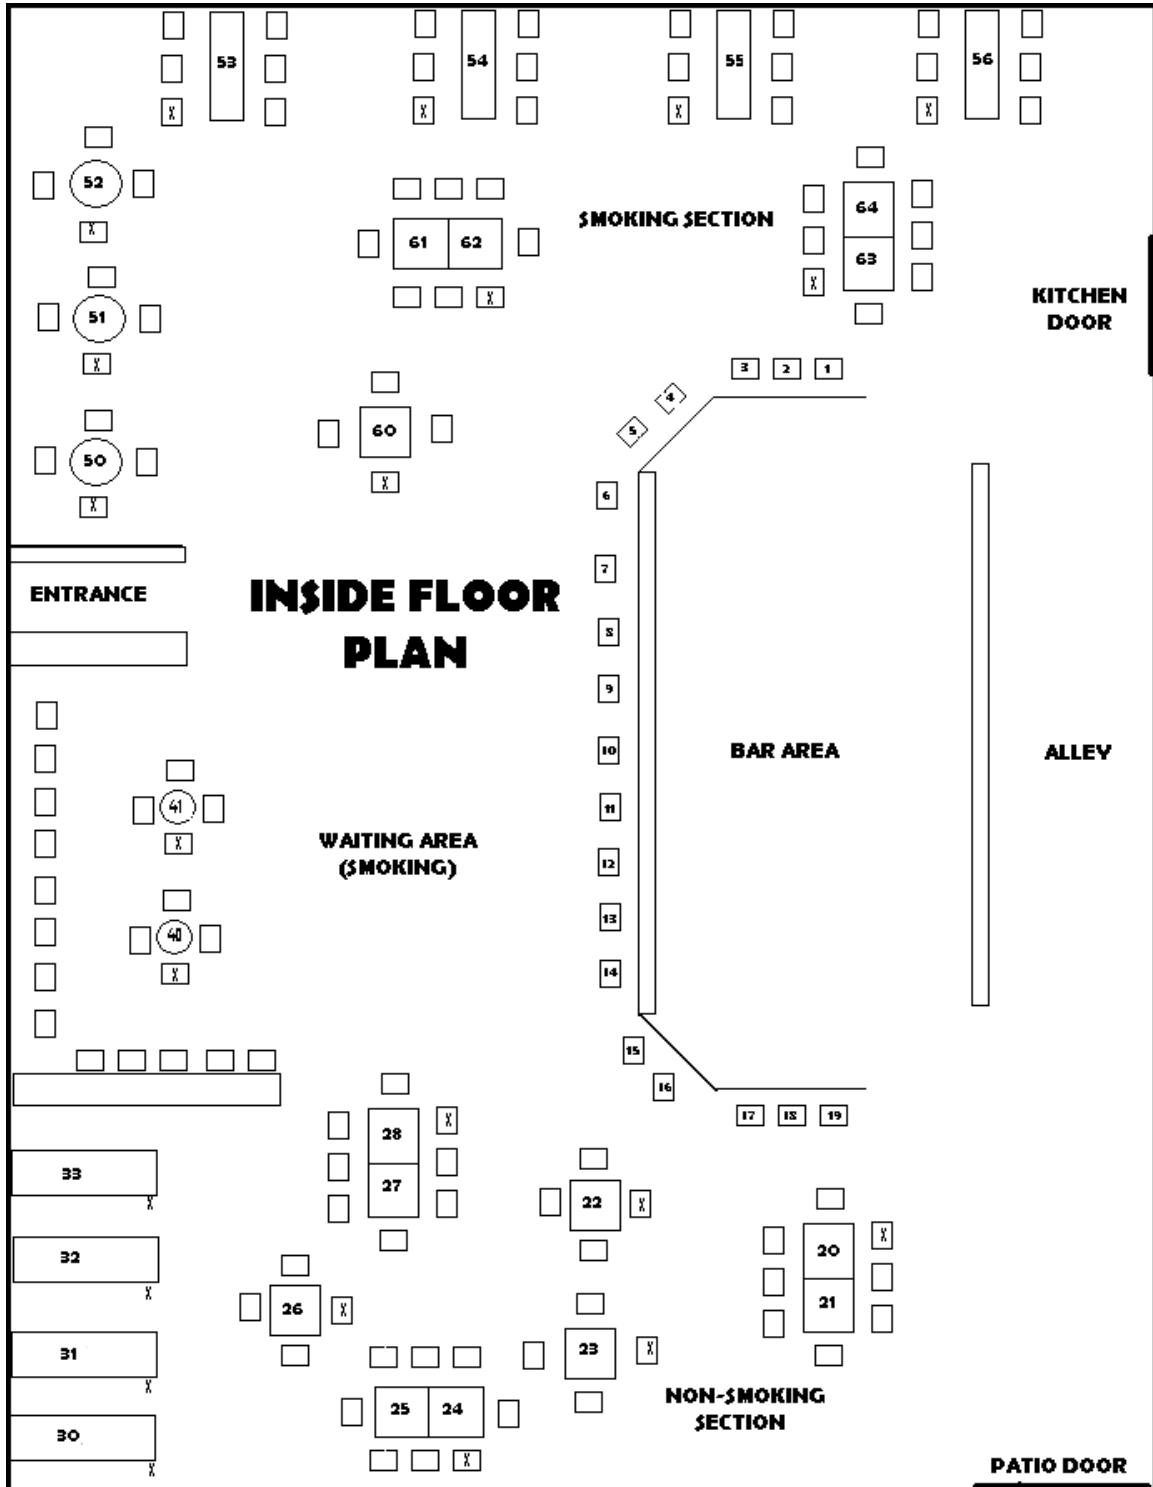 53
54
55
56
X
X
X
X
52
X
64
63
X
SMOKING SECTION
61 62
X
KITCHEN
DOOR
51
X
3 2 1
4
5
60
X
50
X
6
7
8
9
10
11
12
13
14
15
16
17 18 19
ENTRANCE
INSIDE FLOOR
PLAN
BAR AREA
ALLEY
41
X
WAITING AREA
(SMOKING)
40
X
28
X
27
33
X
32
X
31
X
30
X
22 X
20 X
21
26 X
23 X
25 24
X
NON-SMOKING
SECTION
PATIO DOOR